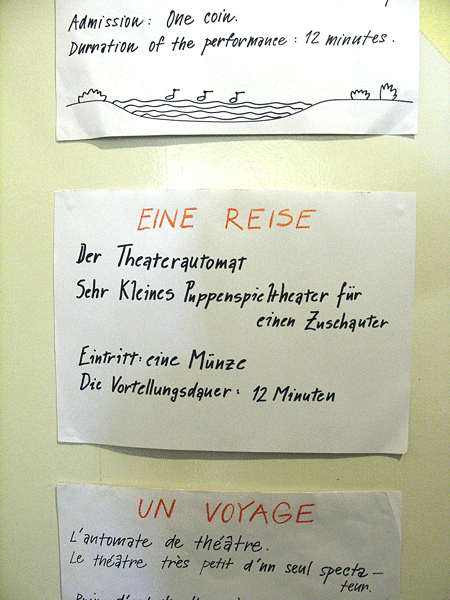 Admission: One coin.
Durration of the performance: 12 minutes.
EINE REISE
Der Theaterautomat
Sehr Kleines Puppenspieltheater für
einen Zuschauter
Eintritt: eine Münze
Die Vortellungsdauer: 12 Minuten
UN VOYAGE
L'automate de théâtre.
Le théâtre très petit d'un seul specta-
teur.